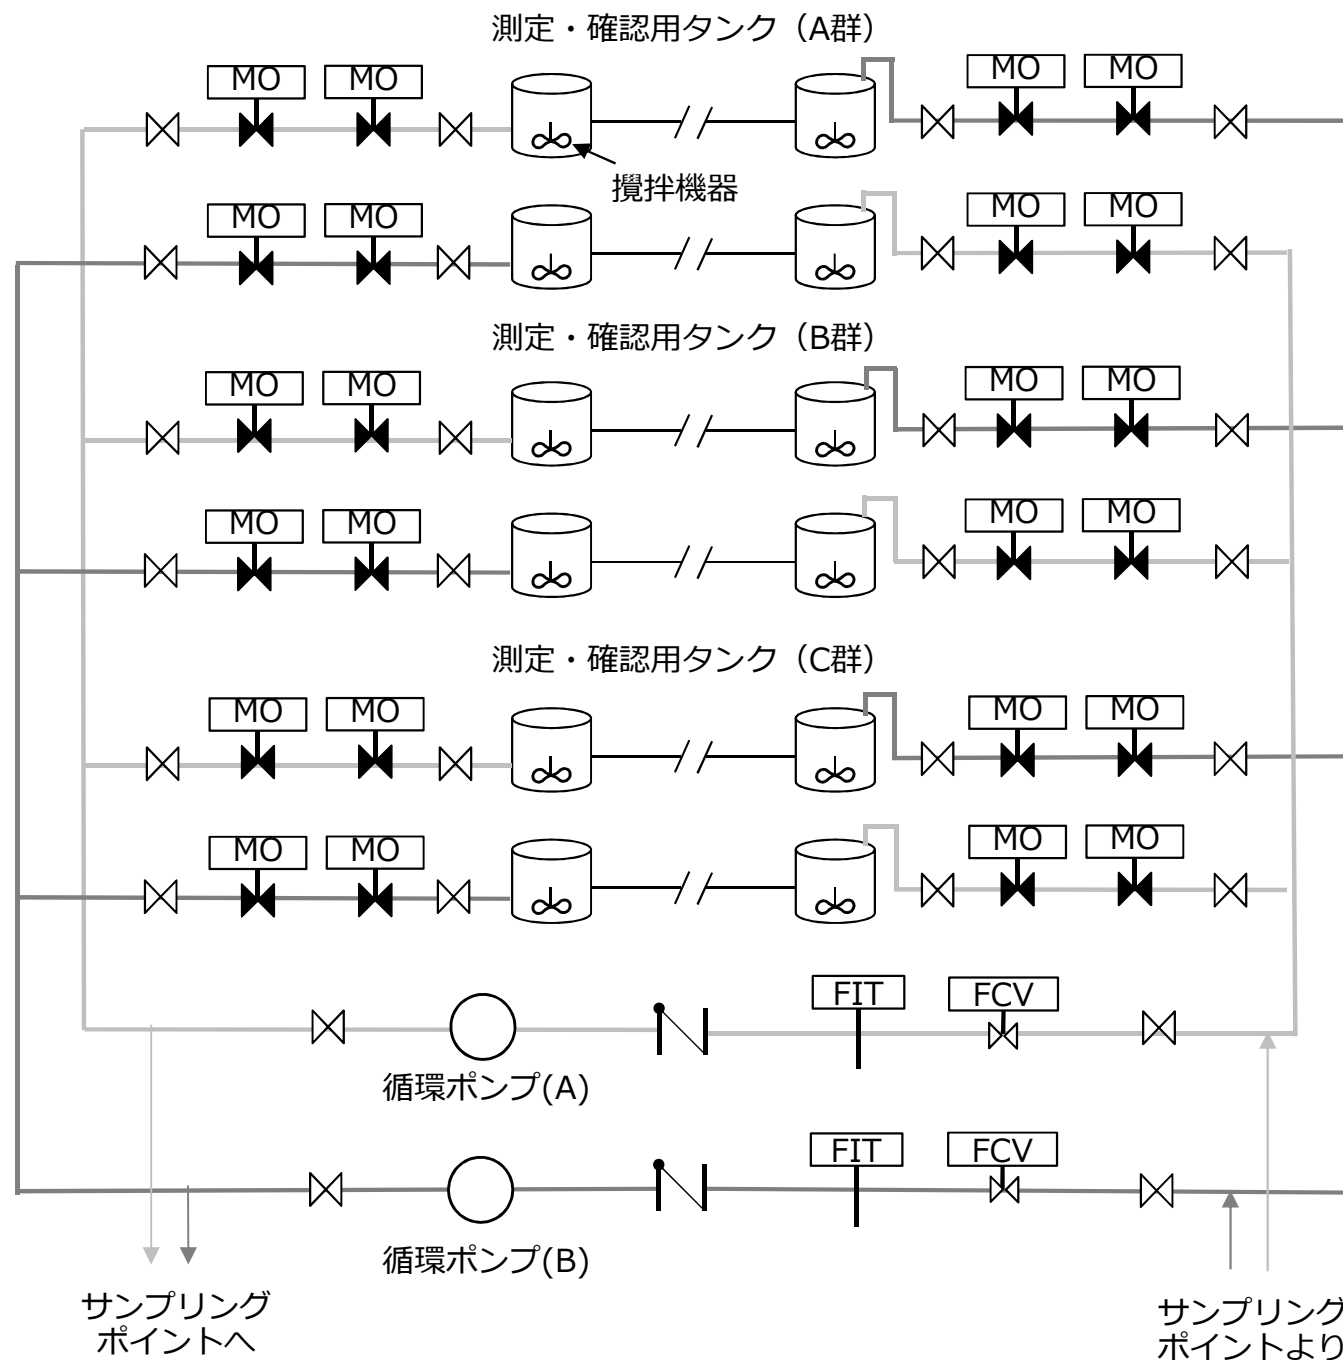 測定・確認用タンク（A群）
MO MO MO MO
攪拌機器
MO MO MO MO
測定・確認用タンク（B群）
MO MO MO MO
MO MO MO MO
測定・確認用タンク（C群）
MO MO MO MO
MO MO MO MO
FIT FCV
循環ポンプ(A)
FIT FCV
循環ポンプ(B)
サンプリング
ポイントへ
サンプリング
ポイントより